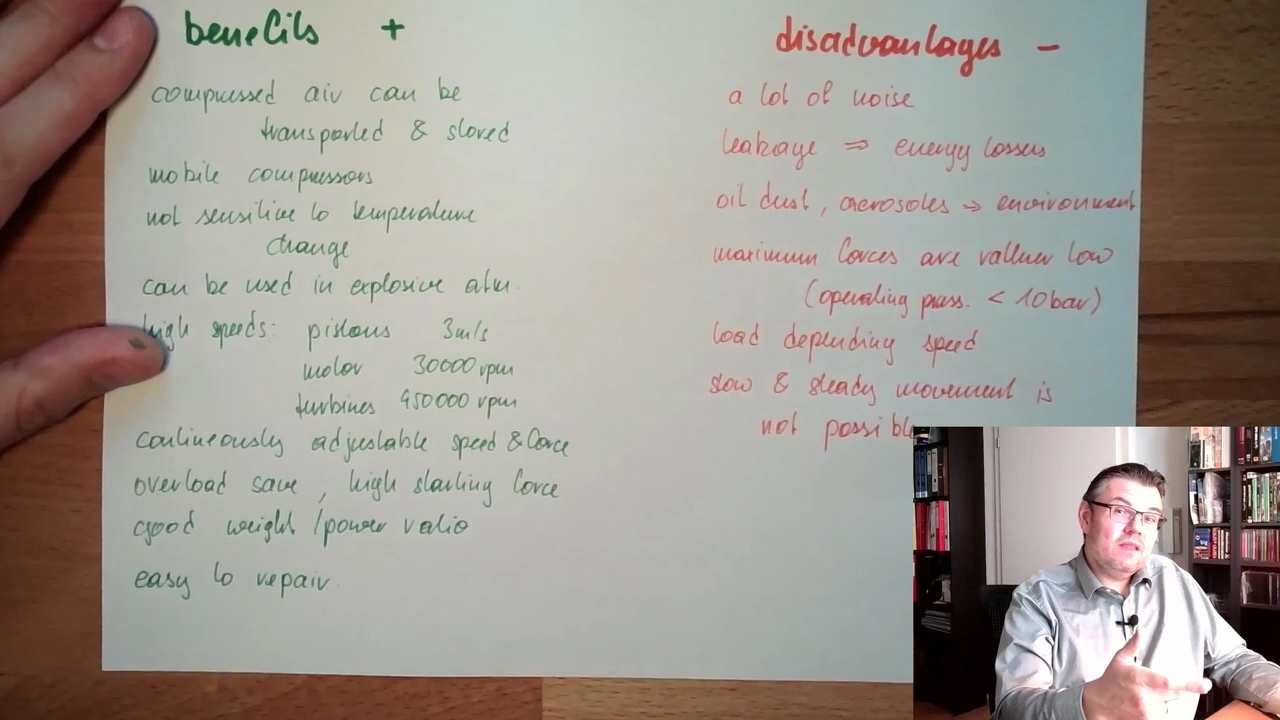 benefits +
compressed air can be
transported & stored
mobile compressors
not sensitive to temperature
change
can be used in explosive atm.
high speeds: pistons 3m/s
motor 30000 rpm
turbines 450000 rpm
contineously adjustable speed & force
overload save, high starting force
good weight/power ratio
easy to repair
disadvantages -
a lot of noise
leakage ⇒ energy losses
oil dust, aerosoles → environment
maximum forces are rather low
(operating press. < 10 bar)
load depending speed
slow & steady movement is
not possible